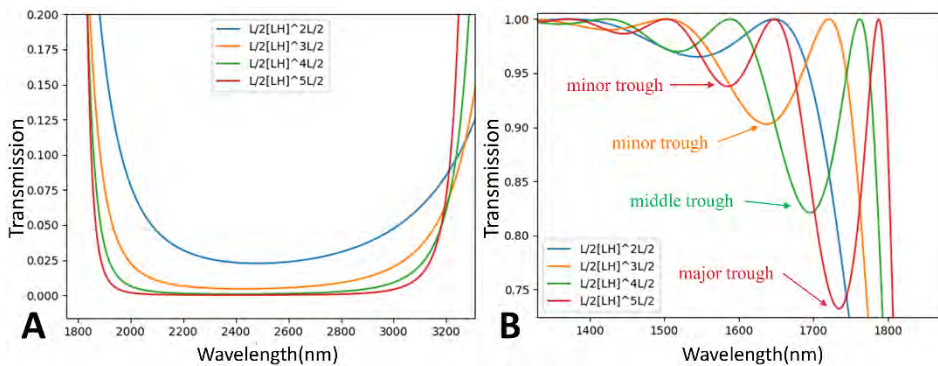 0.200
0.175
0.150
0.125
0.100
0.075
0.050
0.025
0.000
Transmission
L/2[LH]^2L/2
L/2[LH]^3L/2
L/2[LH]^4L/2
L/2[LH]^5L/2
A
1800 2000 2200 2400 2600 2800 3000 3200
Wavelength(nm)
1.00
0.95
0.90
0.85
0.80
0.75
Transmission
minor trough
minor trough
middle trough
major trough
L/2[LH]^2L/2
L/2[LH]^3L/2
L/2[LH]^4L/2
L/2[LH]^5L/2
B
1400 1500 1600 1700 1800
Wavelength(nm)